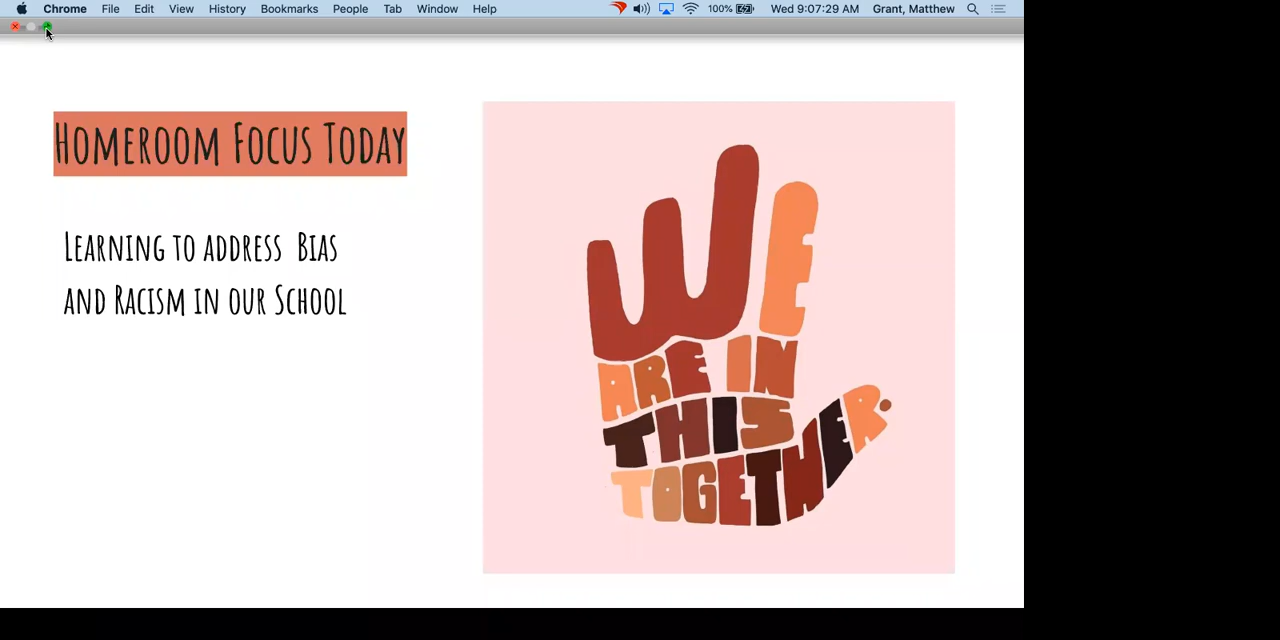 Chrome File Edit View History Bookmarks People Tab Window Help 100% Wed 9:07:29 AM Grant, Matthew
Homeroom Focus Today
Learning to address Bias
and Racism in our School
WE
ARE IN
THIS
TOGETHER.